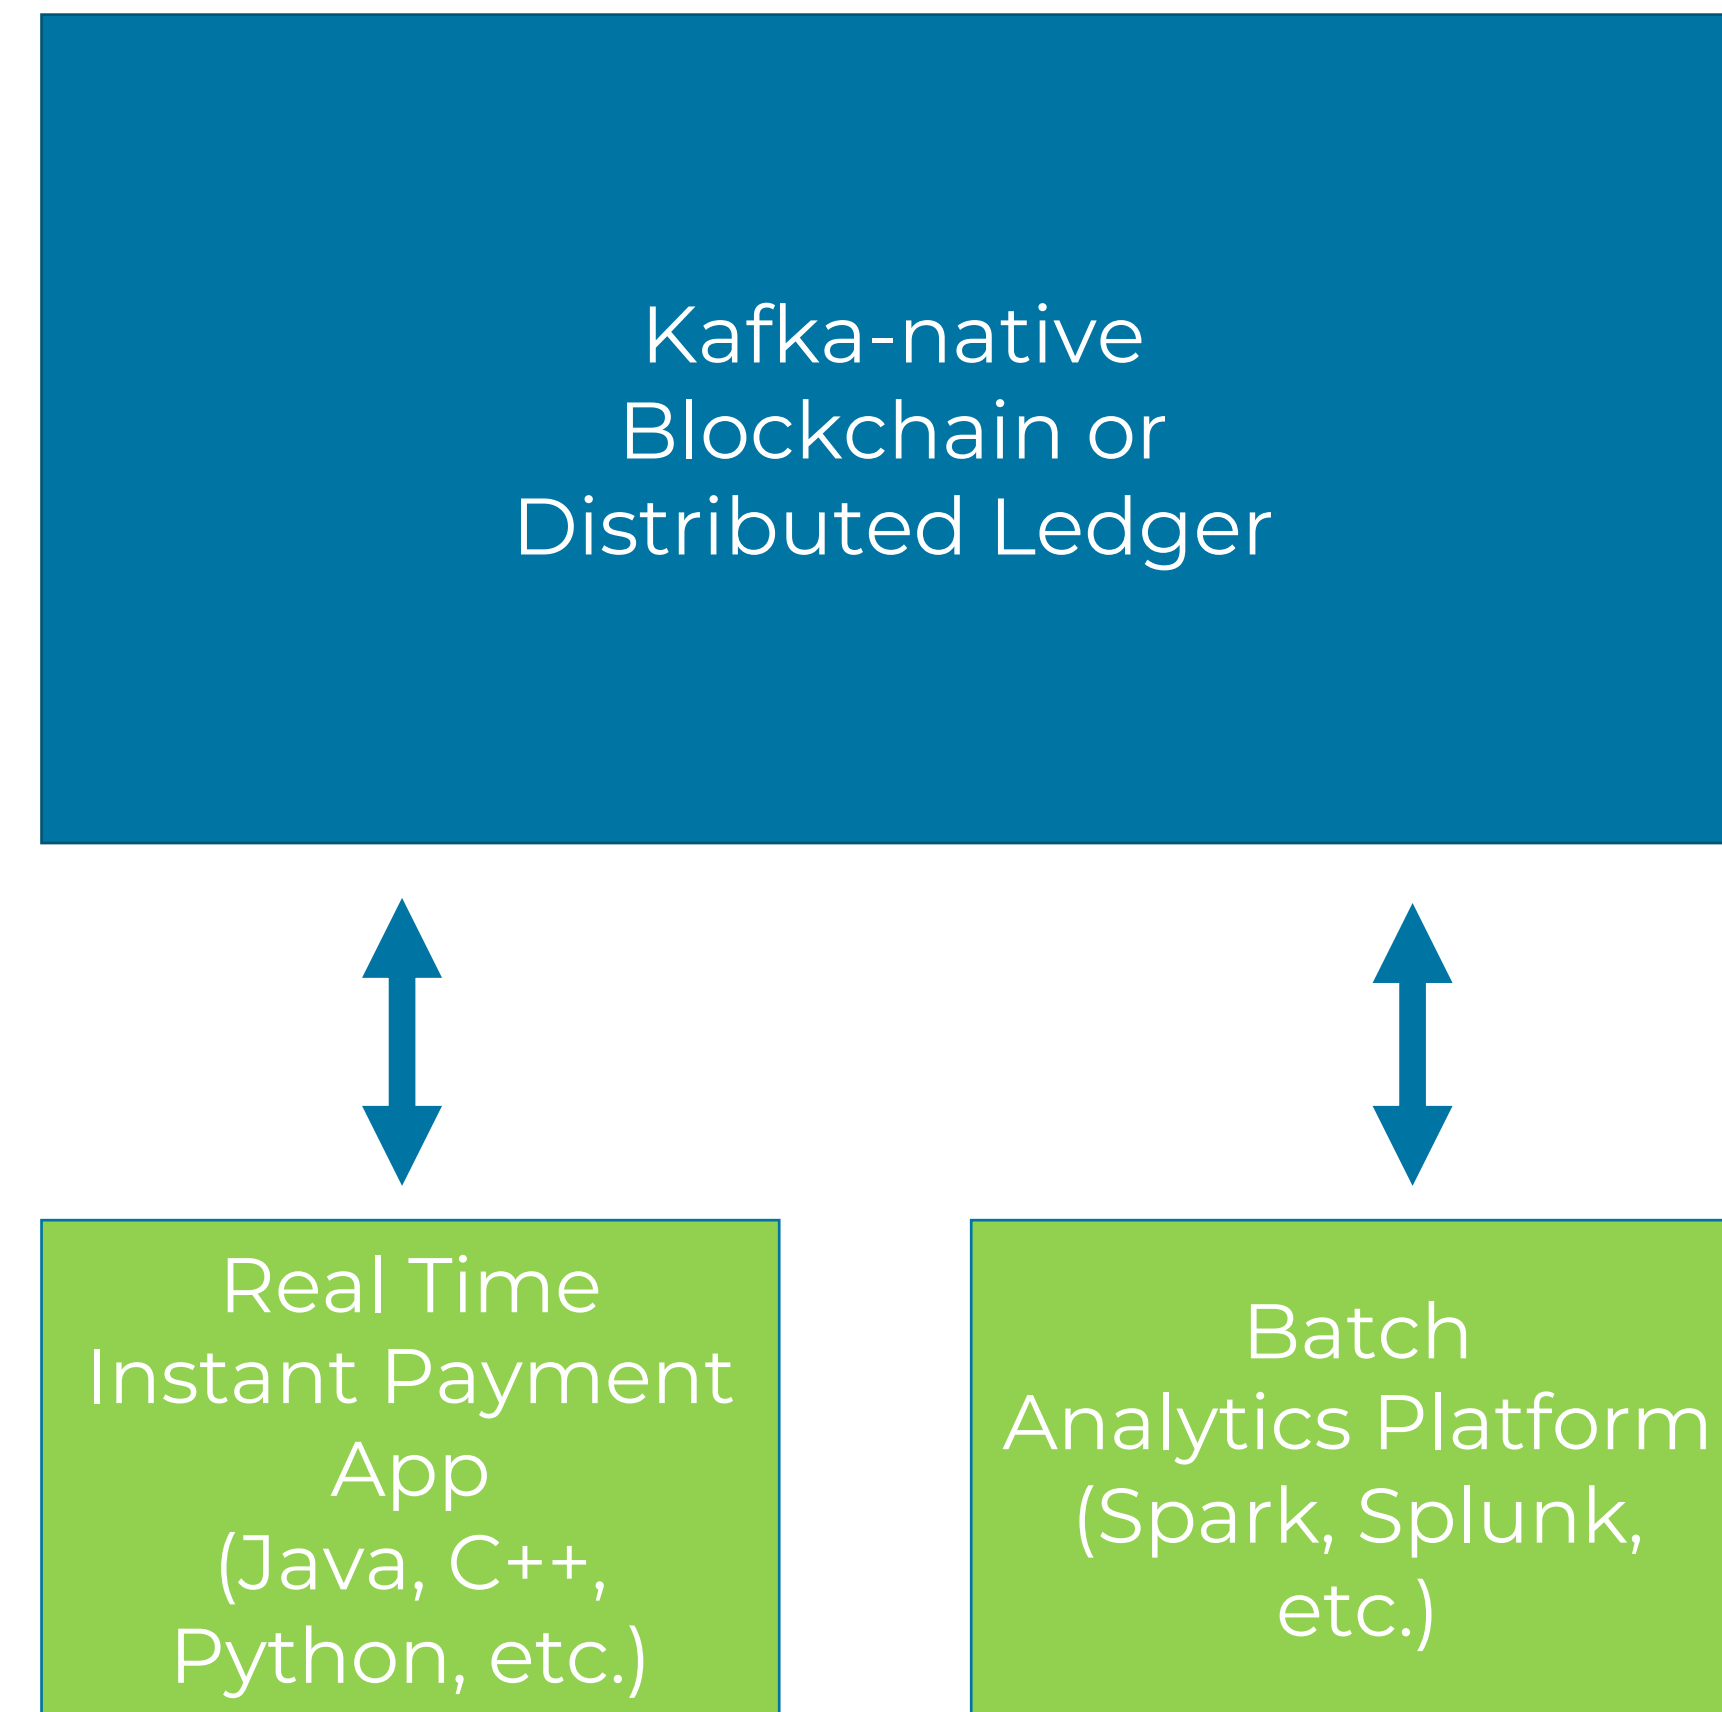 Kafka-native
Blockchain or
Distributed Ledger
Real Time
Instant Payment
App
(Java, C++,
Python, etc.)
Batch
Analytics Platform
(Spark, Splunk,
etc.)